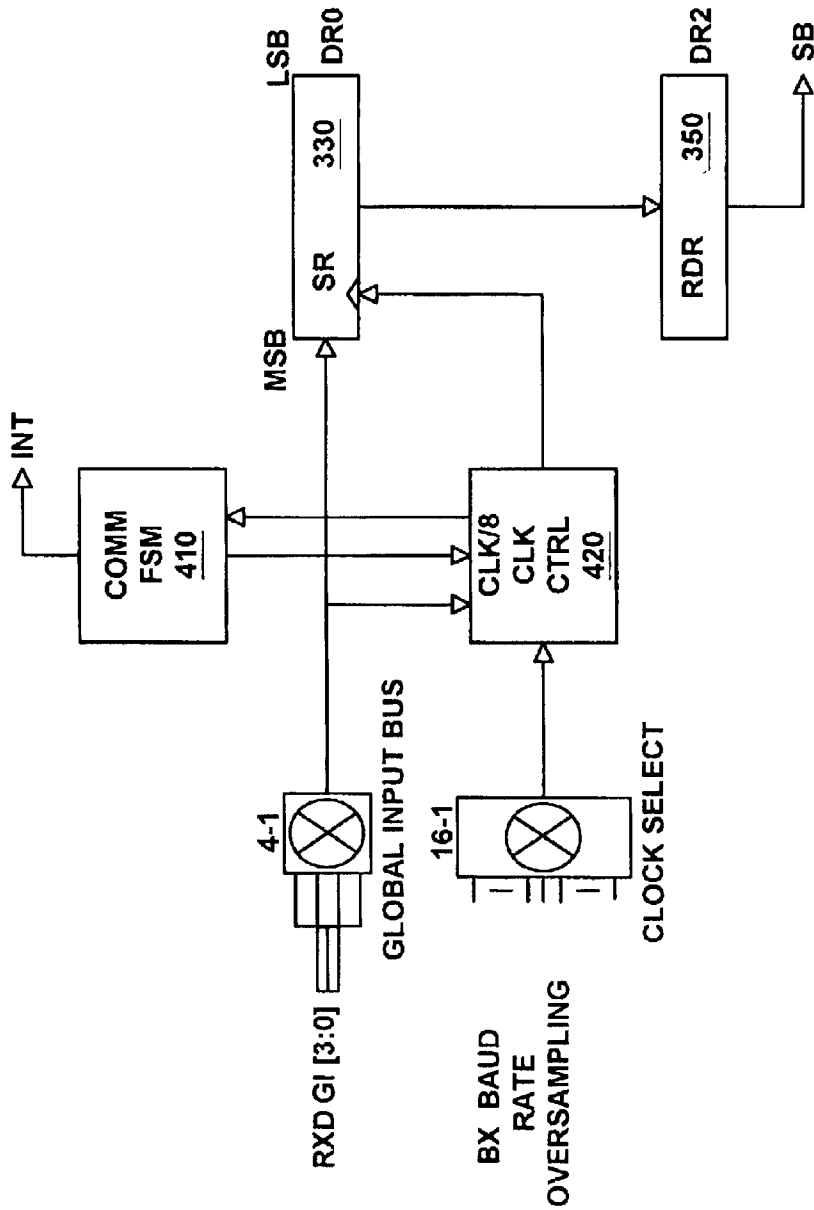 RXD GI [3:0]
4-1
GLOBAL INPUT BUS
BX BAUD
RATE
OVERSAMPLING
16-1
CLOCK SELECT
INT
COMM
FSM
410
CLK/8
CLK
CTRL
420
MSB
LSB
SR 330
DR0
RDR 350
DR2
SB